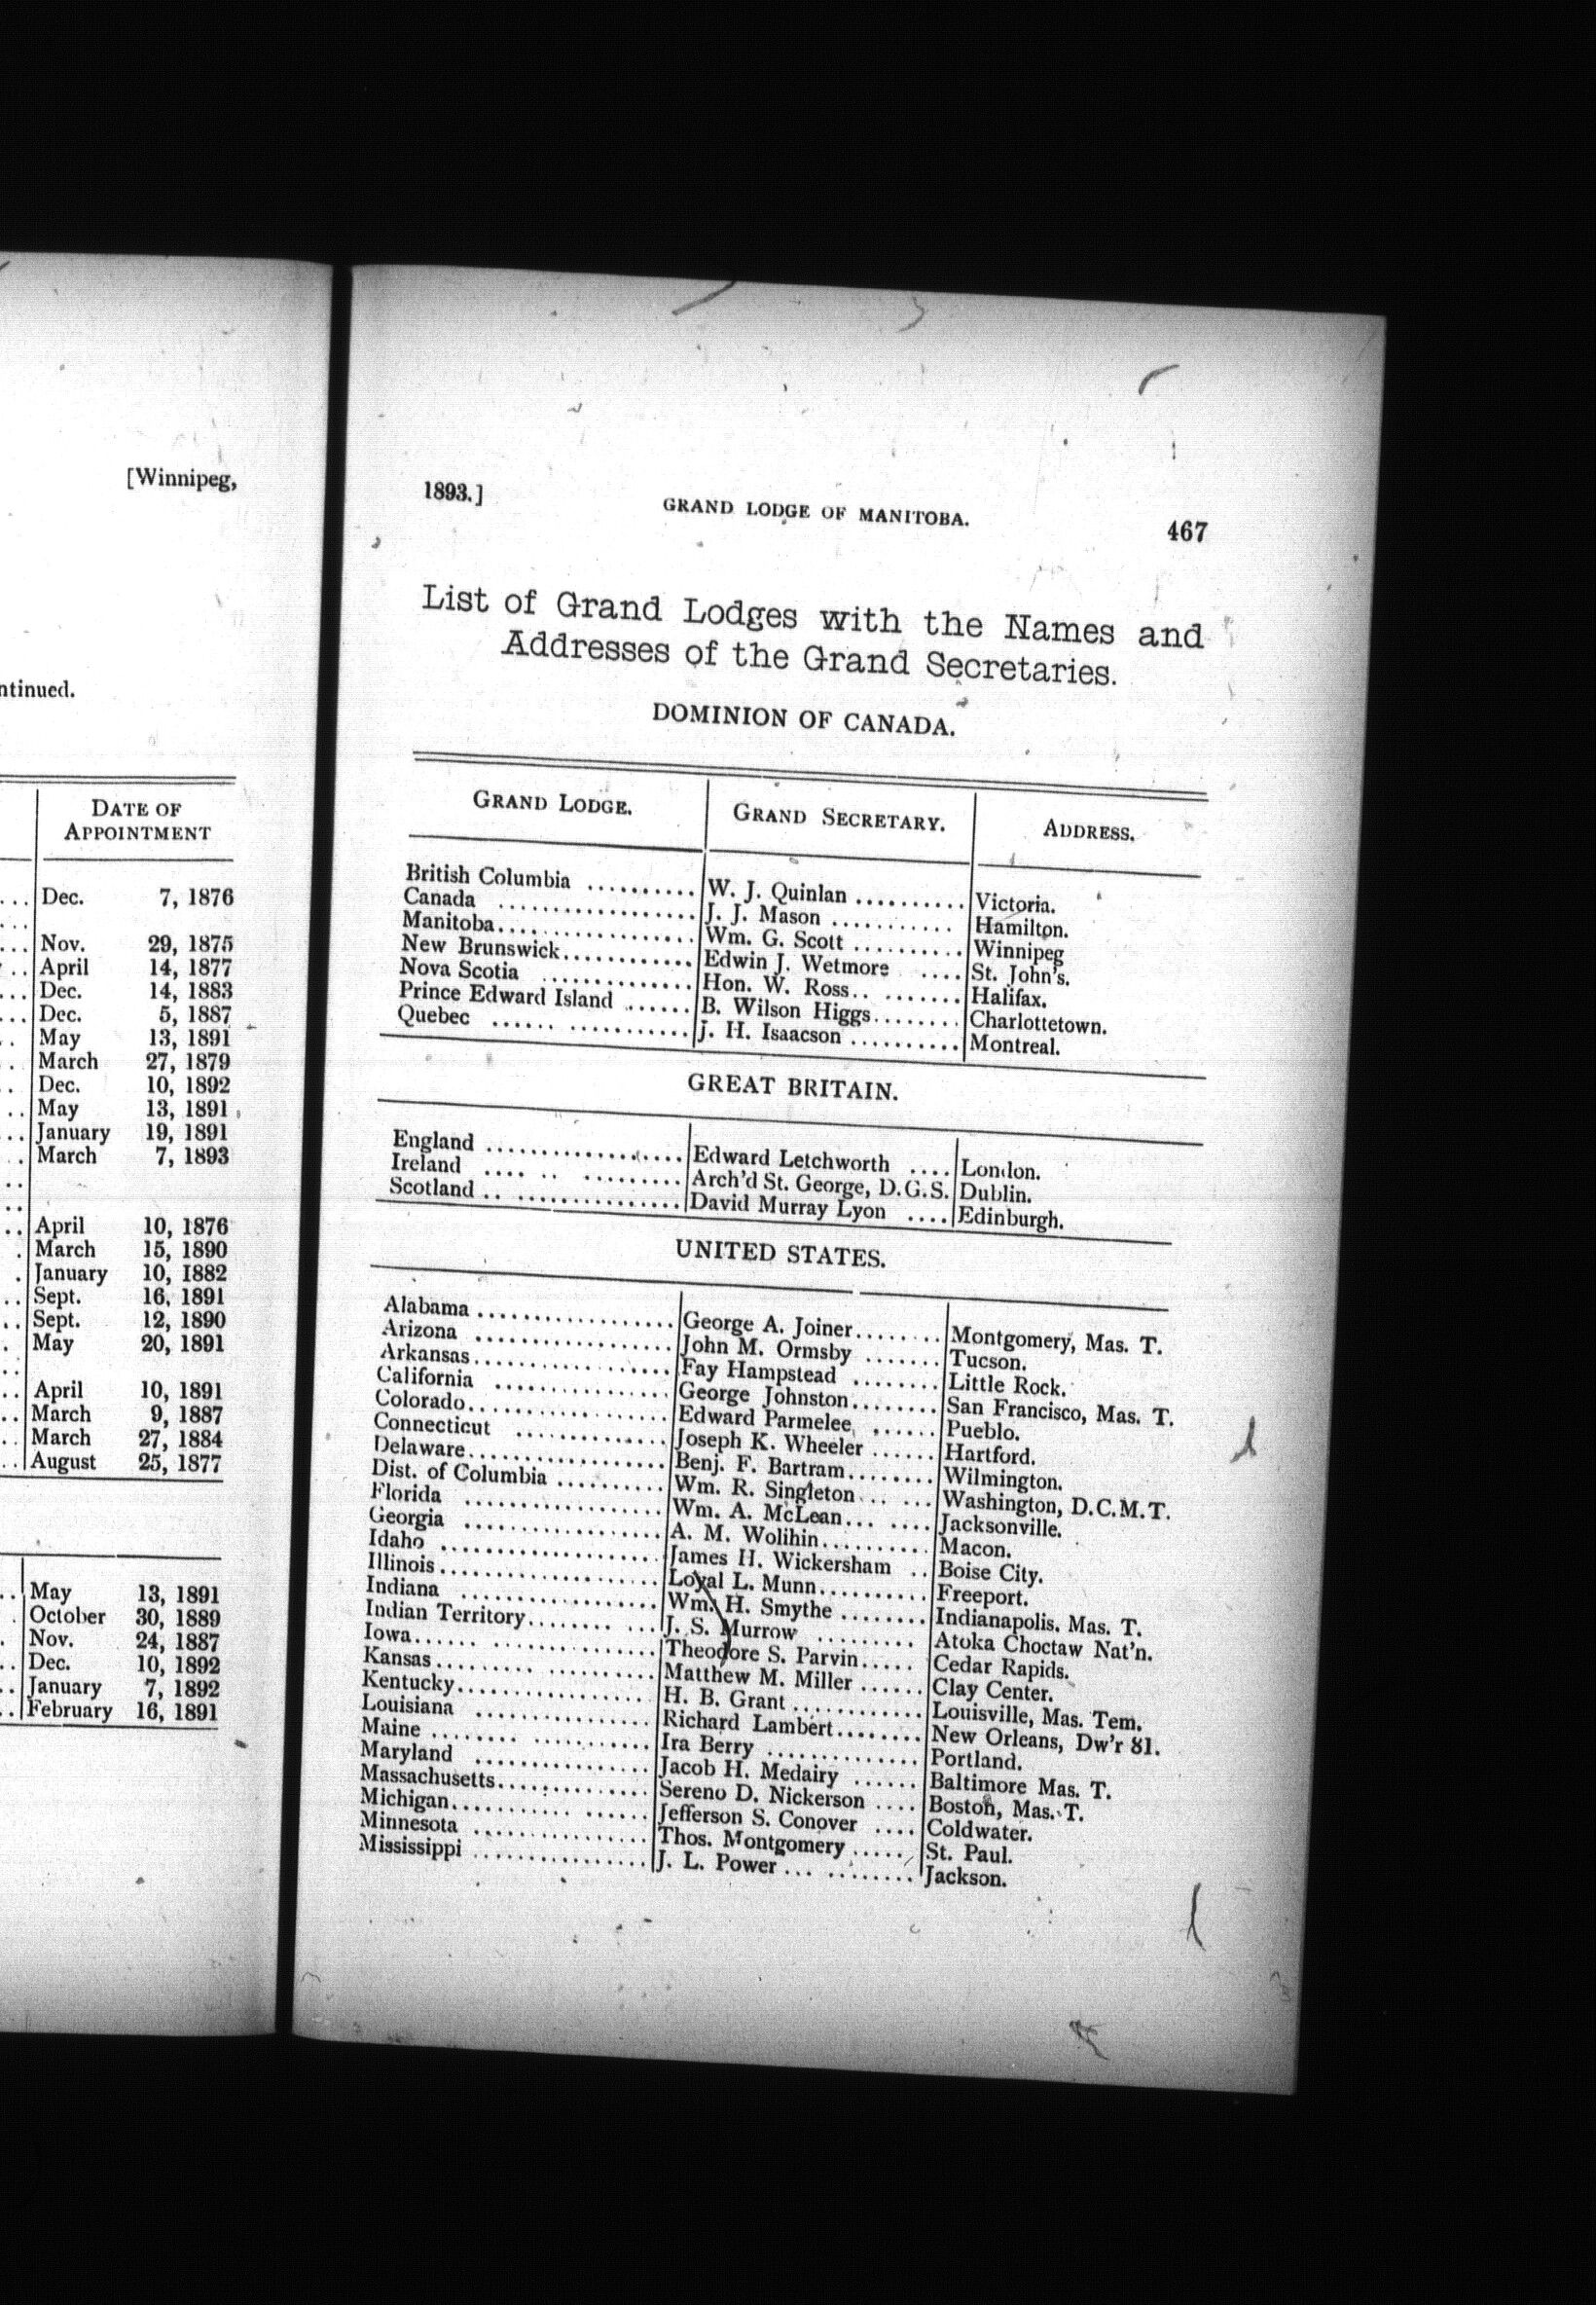 [Winnipeg,
ntinued.
DATE OF
APPOINTMENT
Dec. 7, 1876
Nov. 29, 1875
April 14, 1877
Dec. 14, 1883
Dec. 5, 1887
May 13, 1891
March 27, 1879
Dec. 10, 1892
May 13, 1891
January 19, 1891
March 7, 1893
April 10, 1876
March 15, 1890
January 10, 1882
Sept. 16, 1891
Sept. 12, 1890
May 20, 1891
April 10, 1891
March 9, 1887
March 27, 1884
August 25, 1877
May 13, 1891
October 30, 1889
Nov. 24, 1887
Dec. 10, 1892
January 7, 1892
February 16, 1891
1893.] GRAND LODGE OF MANITOBA. 467
List of Grand Lodges with the Names and
Addresses of the Grand Secretaries.
DOMINION OF CANADA.
GRAND LODGE. GRAND SECRETARY. ADDRESS.
British Columbia .......... W. J. Quinlan .......... Victoria.
Canada .................. J. J. Mason ........... Hamilton.
Manitoba.................. Wm. G. Scott .......... Winnipeg
New Brunswick............ Edwin J. Wetmore .... St. John's.
Nova Scotia .............. Hon. W. Ross.. ....... Halifax.
Prince Edward Island ...... B. Wilson Higgs........ Charlottetown.
Quebec ...... ........... J. H. Isaacson .......... Montreal.
GREAT BRITAIN.
England .................. Edward Letchworth .... London.
Ireland .... .. ......... Arch'd St. George, D.G.S. Dublin.
Scotland .. ............... David Murray Lyon .... Edinburgh.
UNITED STATES.
Alabama .................. George A. Joiner........ Montgomery, Mas. T.
Arizona .................. John M. Ormsby ....... Tucson.
Arkansas.................. Fay Hampstead ........ Little Rock.
California ................ George Johnston........ San Francisco, Mas. T.
Colorado.................. Edward Parmelee ...... Pueblo.
Connecticut .............. Joseph K. Wheeler ...... Hartford.
Delaware.................. Benj. F. Bartram........ Wilmington.
Dist. of Columbia .......... Wm. R. Singleton... ... Washington, D.C.M.T.
Florida .................. Wm. A. McLean... .... Jacksonville.
Georgia .................. A. M. Wolihin.......... Macon.
Idaho .................... James H. Wickersham .. Boise City.
Illinois.................... Loyal L. Munn.......... Freeport.
Indiana .................. Wm. H. Smythe ........ Indianapolis. Mas. T.
Indian Territory........ ... J. S. Murrow ......... Atoka Choctaw Nat'n.
Iowa...... ............... Theodore S. Parvin..... Cedar Rapids.
Kansas......... ......... Matthew M. Miller ...... Clay Center.
Kentucky.................. H. B. Grant ............ Louisville, Mas. Tem.
Louisiana ................ Richard Lambert........ New Orleans, Dw'r 81.
Maine ....... ........... Ira Berry .............. Portland.
Maryland ................ Jacob H. Medairy ...... Baltimore Mas. T.
Massachusetts.............. Sereno D. Nickerson .... Boston, Mas. T.
Michigan........... ...... Jefferson S. Conover .... Coldwater.
Minnesota ................ Thos. Montgomery ..... St. Paul.
Mississippi ................ J. L. Power ... ......... Jackson.